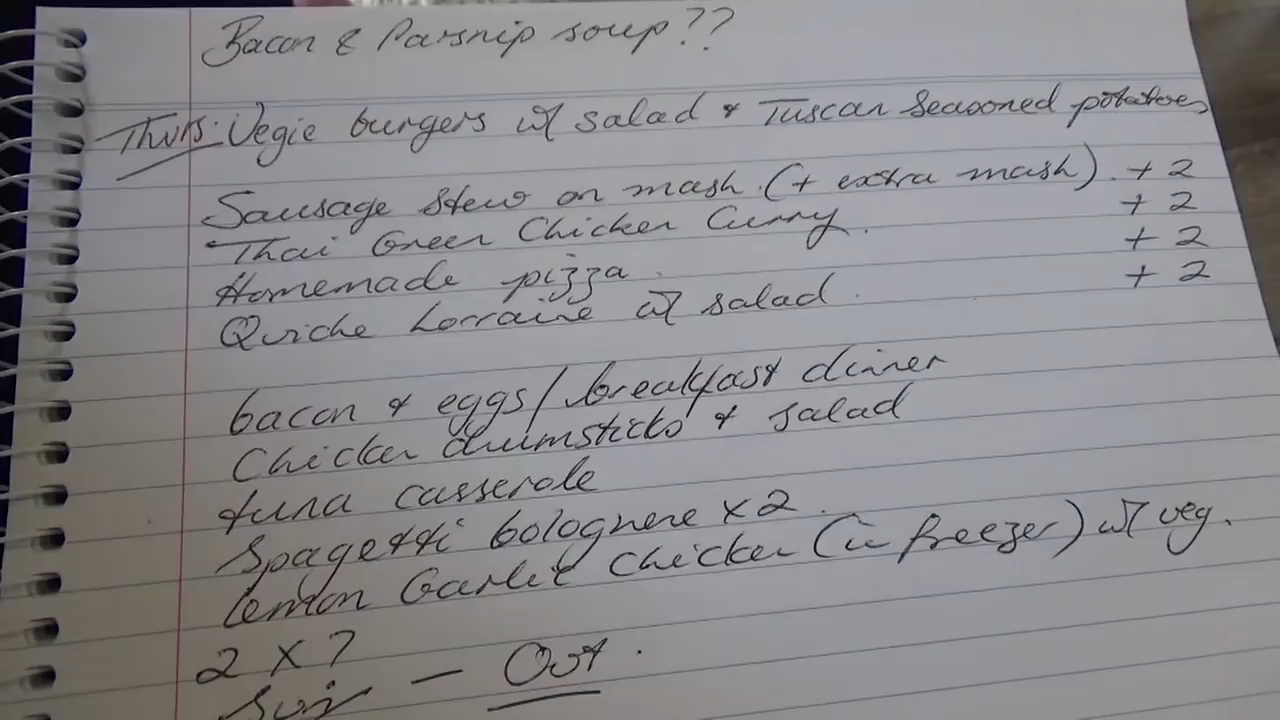 Bacon & Parsnip soup??
Thurs: Vegie burgers w/ salad & Tuscan Seasoned potatoes
Sausage Stew on mash. (+ extra mash). + 2
Thai Green Chicken Curry. + 2
Homemade pizza. + 2
Quiche Lorraine w/ salad. + 2
bacon & eggs/breakfast dinner
Chicken drumsticks & salad
tuna casserole
Spagetti bolognere x 2.
lemon Garlic Chicken (in freezer) w/ veg.
2 x ?
— Out.